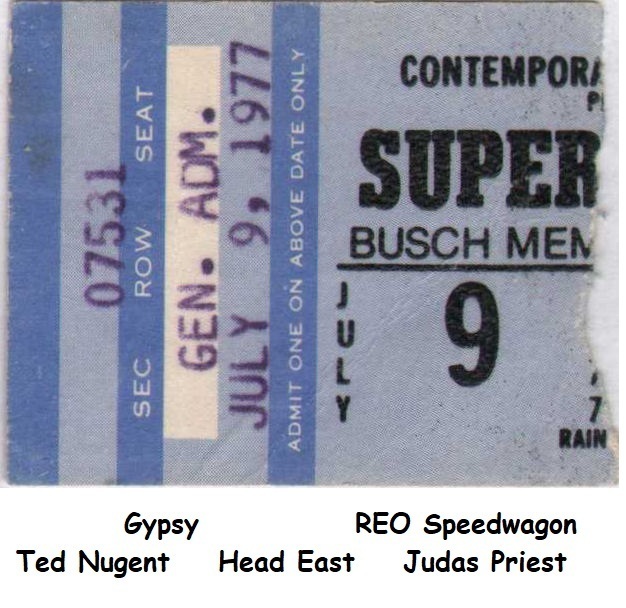 07531
SEC ROW SEAT
GEN. ADM.
JULY 9, 1977
ADMIT ONE ON ABOVE DATE ONLY
CONTEMPORA
P
SUPER
BUSCH MEM
JULY
9
7
RAIN
Gypsy REO Speedwagon
Ted Nugent Head East Judas Priest